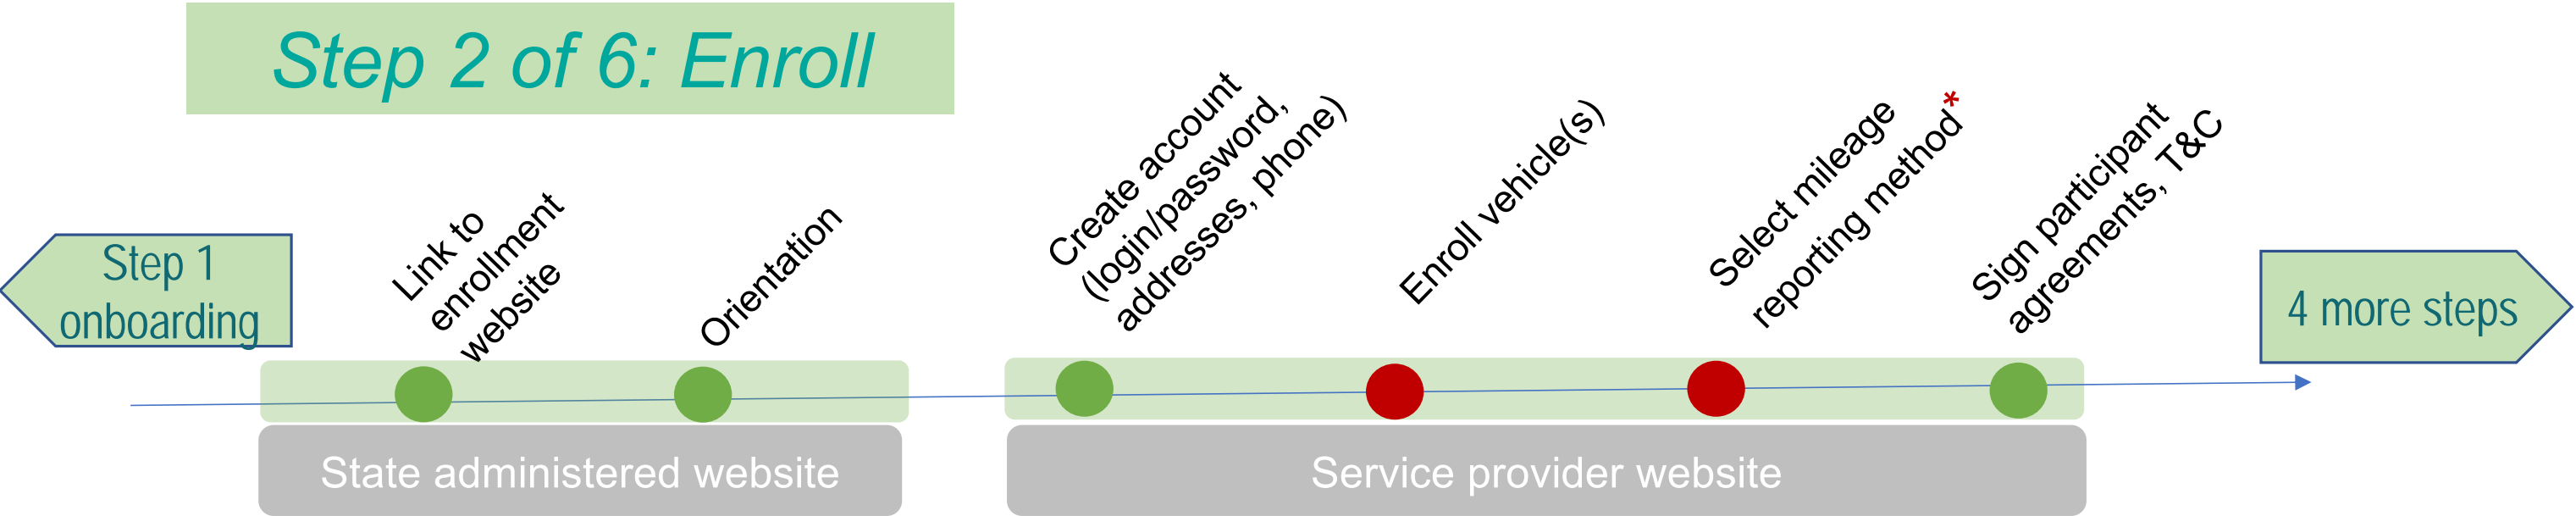 Step 2 of 6: Enroll
Step 1
onboarding
Link to
enrollment
website
Orientation
Create account
(login/password,
addresses, phone)
Enroll vehicle(s)
Select mileage
reporting method*
Sign participant
agreements, T&C
4 more steps
State administered website
Service provider website